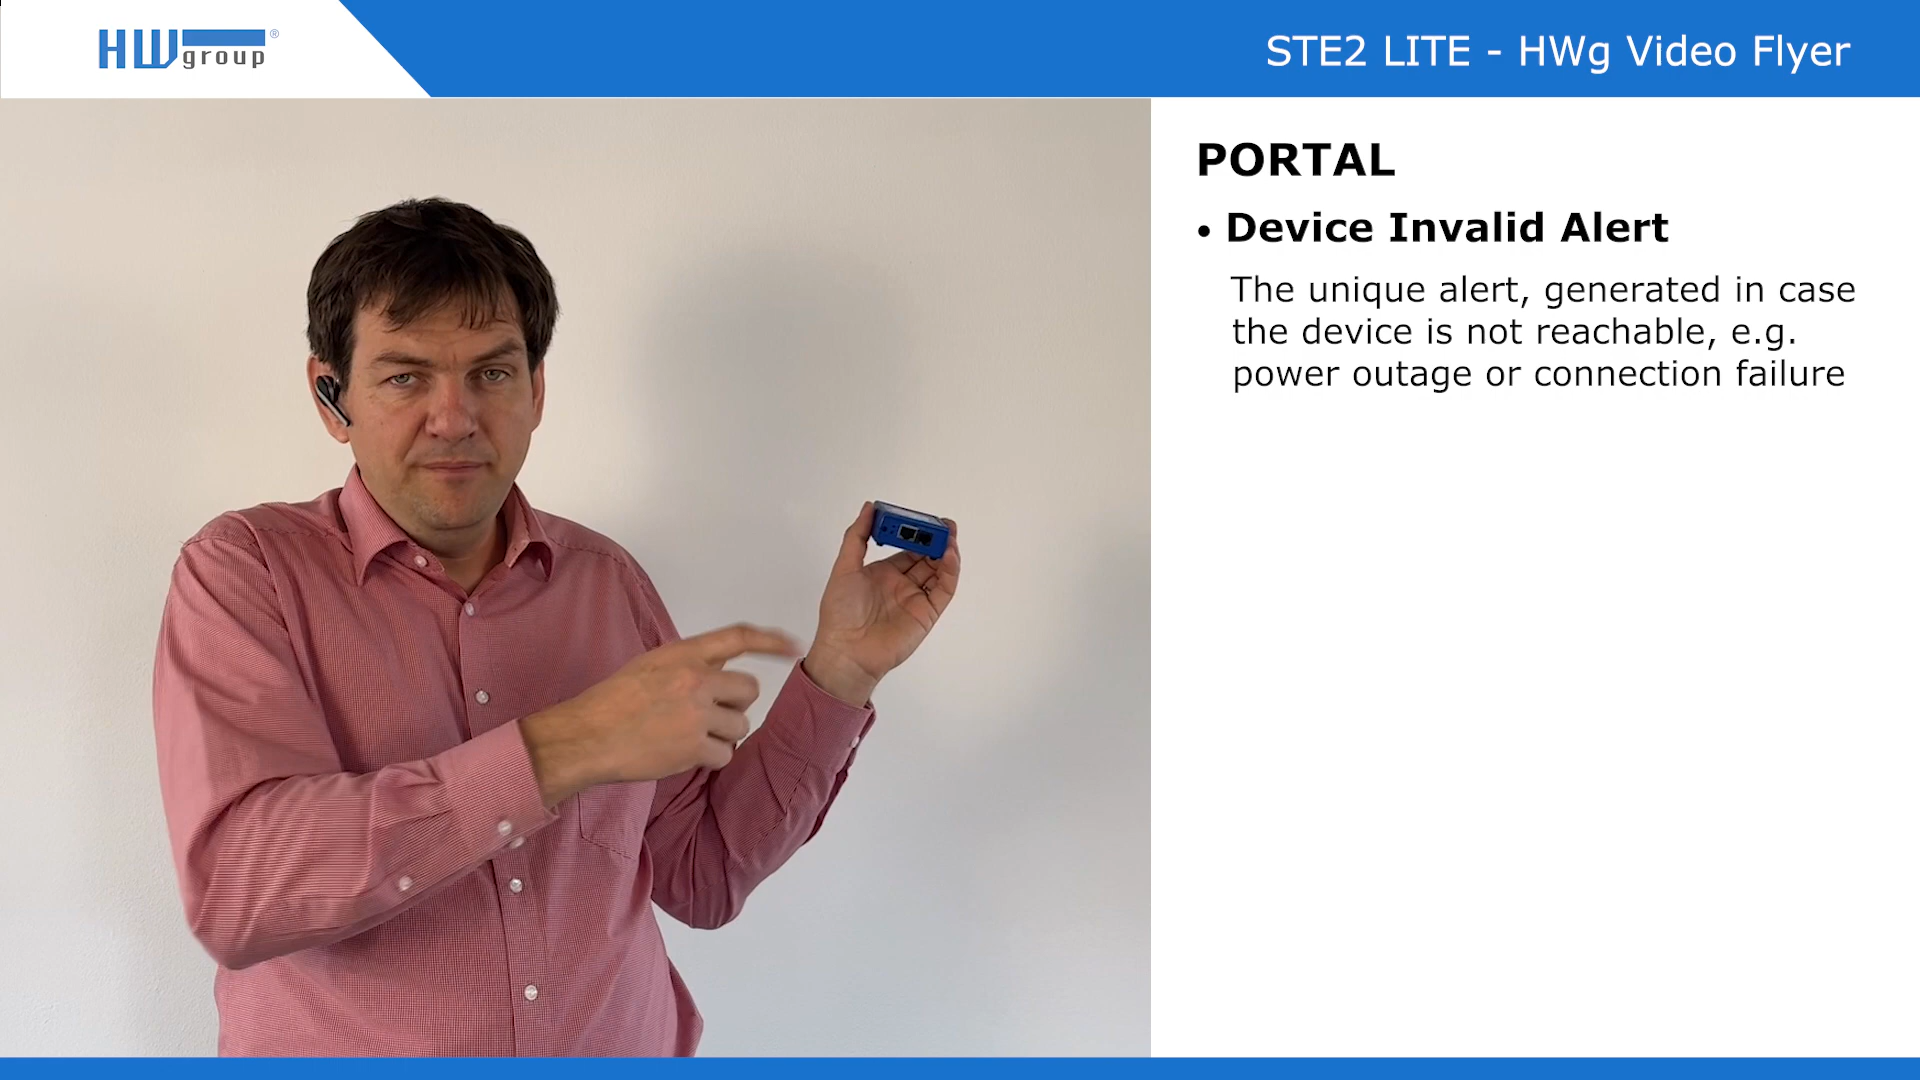 HW group ®
STE2 LITE - HWg Video Flyer
PORTAL
• Device Invalid Alert
The unique alert, generated in case
the device is not reachable, e.g.
power outage or connection failure